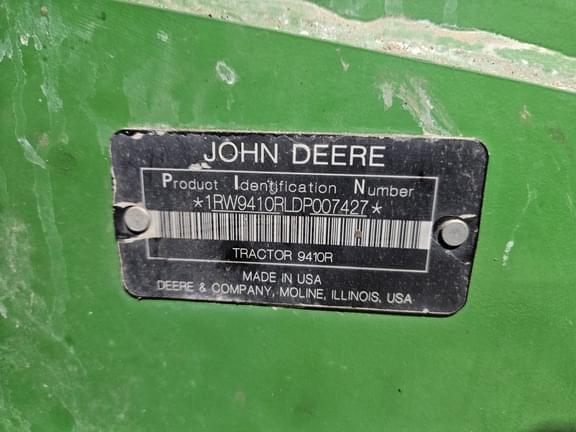 JOHN DEERE
Product Identification Number
*1RW9410RLDP007427*
TRACTOR 9410R
MADE IN USA
DEERE & COMPANY, MOLINE, ILLINOIS, USA